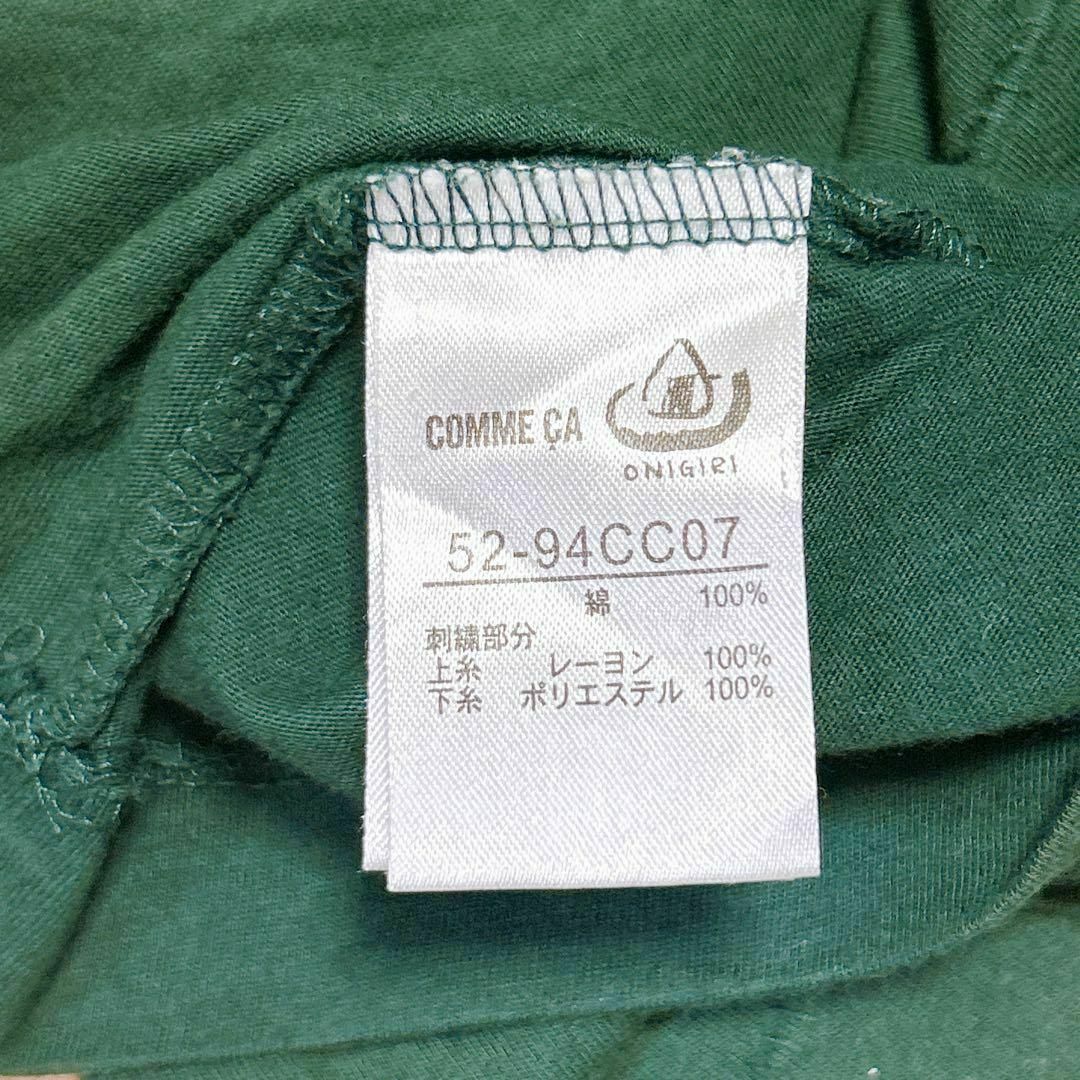 COMME ÇA
ONIGIRI
52-94CC07
綿 100%
刺繍部分
上糸 レーヨン 100%
下糸 ポリエステル 100%